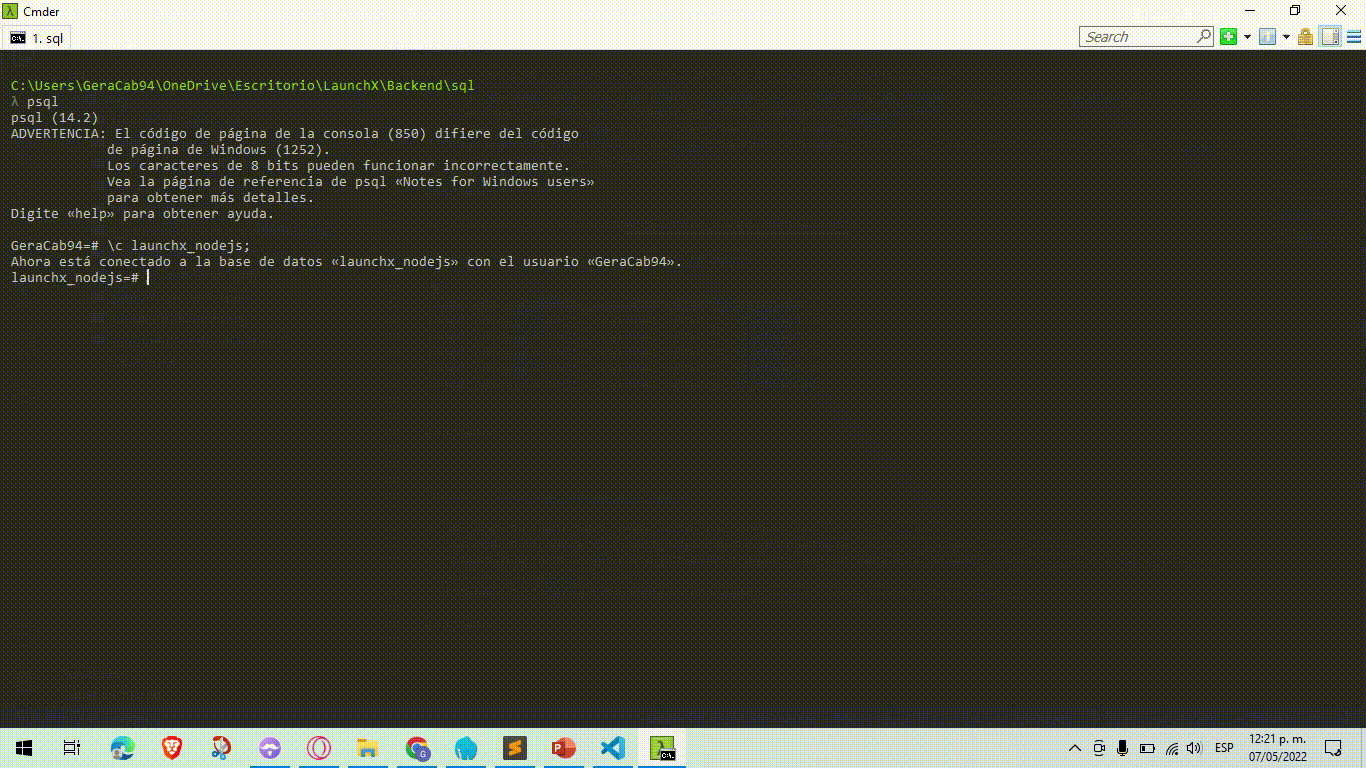 Cmder
1. sql
Search
C:\Users\GeraCab94\OneDrive\Escritorio\LaunchX\Backend\sql
λ psql
psql (14.2)
ADVERTENCIA: El código de página de la consola (850) difiere del código
de página de Windows (1252).
Los caracteres de 8 bits pueden funcionar incorrectamente.
Vea la página de referencia de psql «Notes for Windows users»
para obtener más detalles.
Digite «help» para obtener ayuda.
GeraCab94=# \c launchx_nodejs;
Ahora está conectado a la base de datos «launchx_nodejs» con el usuario «GeraCab94».
launchx_nodejs=#
ESP
12:21 p. m.
07/05/2022